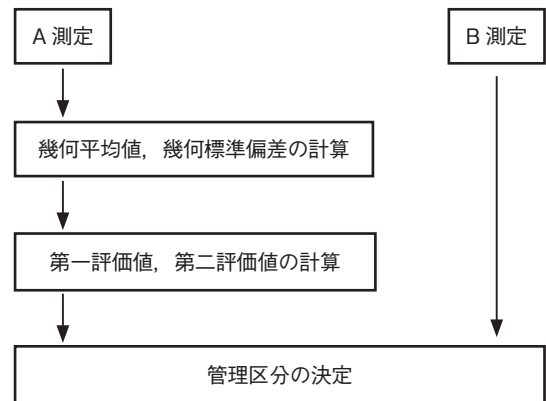 A 測定
B 測定
幾何平均値，幾何標準偏差の計算
第一評価値，第二評価値の計算
管理区分の決定